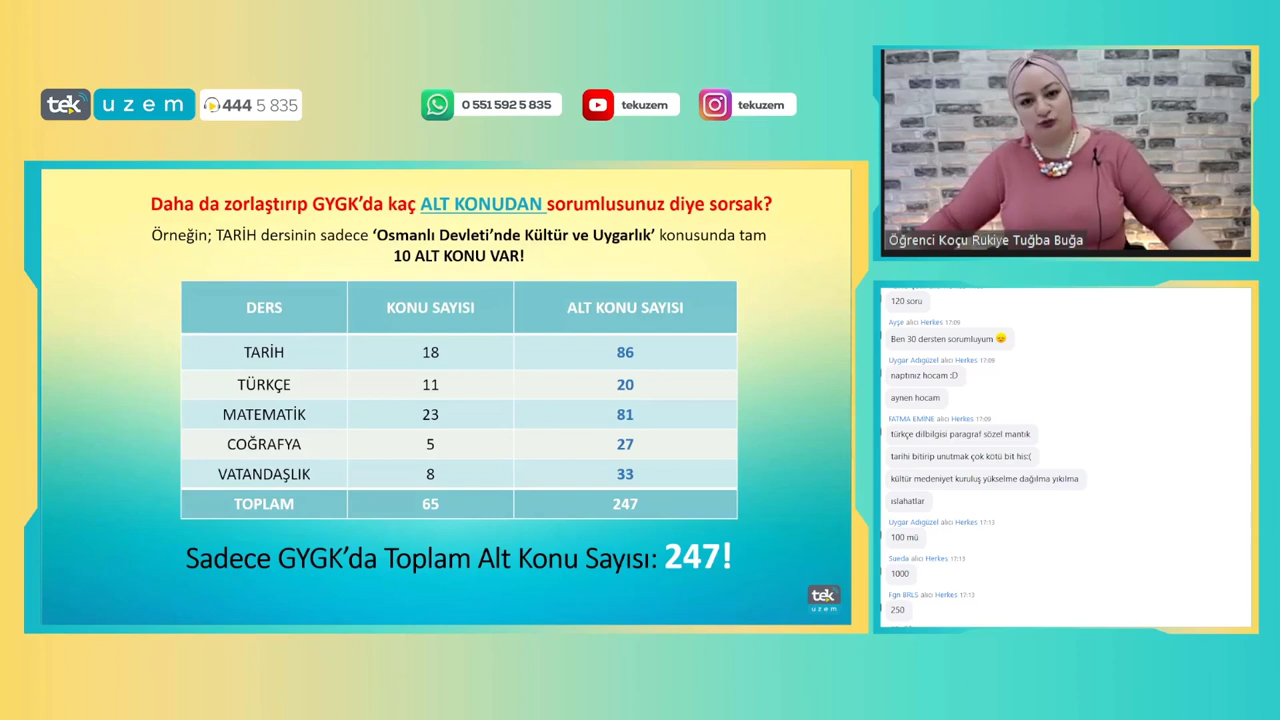 tek uzem 444 5 835
0 551 592 5 835
tekuzem
tekuzem
Daha da zorlaştırıp GYGK'da kaç ALT KONUDAN sorumlusunuz diye sorsak?
Örneğin; TARİH dersinin sadece 'Osmanlı Devleti'nde Kültür ve Uygarlık' konusunda tam
10 ALT KONU VAR!
DERS KONU SAYISI ALT KONU SAYISI
TARİH 18 86
TÜRKÇE 11 20
MATEMATİK 23 81
COĞRAFYA 5 27
VATANDAŞLIK 8 33
TOPLAM 65 247
Sadece GYGK'da Toplam Alt Konu Sayısı: 247!
tek
uzem
Öğrenci Koçu Rukiye Tuğba Buğa
120 soru
Ayşe alıcı Herkes 17:09
Ben 30 dersten sorumluyum
Uygar Adıgüzel alıcı Herkes 17:09
naptınız hocam :D
aynen hocam
FATMA EMİNE alıcı Herkes 17:09
türkçe dilbilgisi paragraf sözel mantık
tarihi bitirip unutmak çok kötü bit his:(
kültür medeniyet kuruluş yükselme dağılma yıkılma
ıslahatlar
Uygar Adıgüzel alıcı Herkes 17:13
100 mü
Sueda alıcı Herkes 17:13
1000
Fgn BRLS alıcı Herkes 17:13
250